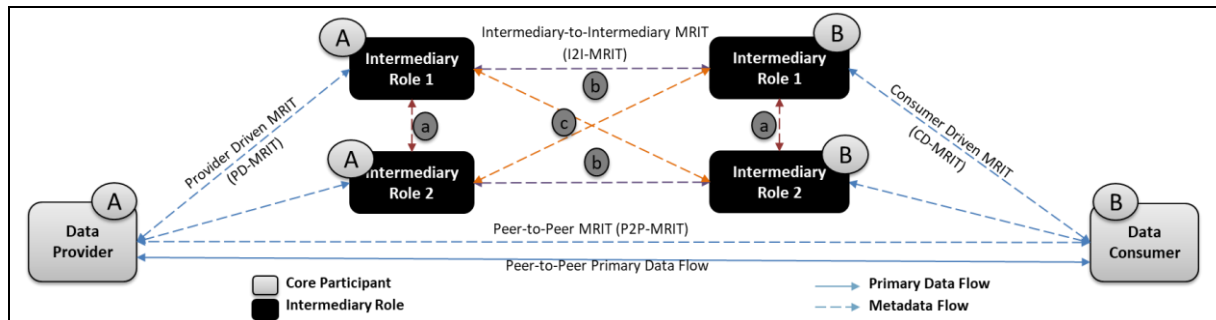 A
Intermediary
Role 1
Intermediary-to-Intermediary MRIT
(I2I-MRIT)
B
Intermediary
Role 1
b
Provider Driven MRIT
(PD-MRIT)
a
c
a
Consumer Driven MRIT
(CD-MRIT)
A
Intermediary
Role 2
b
B
Intermediary
Role 2
A
Data
Provider
Peer-to-Peer MRIT (P2P-MRIT)
B
Data
Consumer
Peer-to-Peer Primary Data Flow
Core Participant
Intermediary Role
Primary Data Flow
Metadata Flow